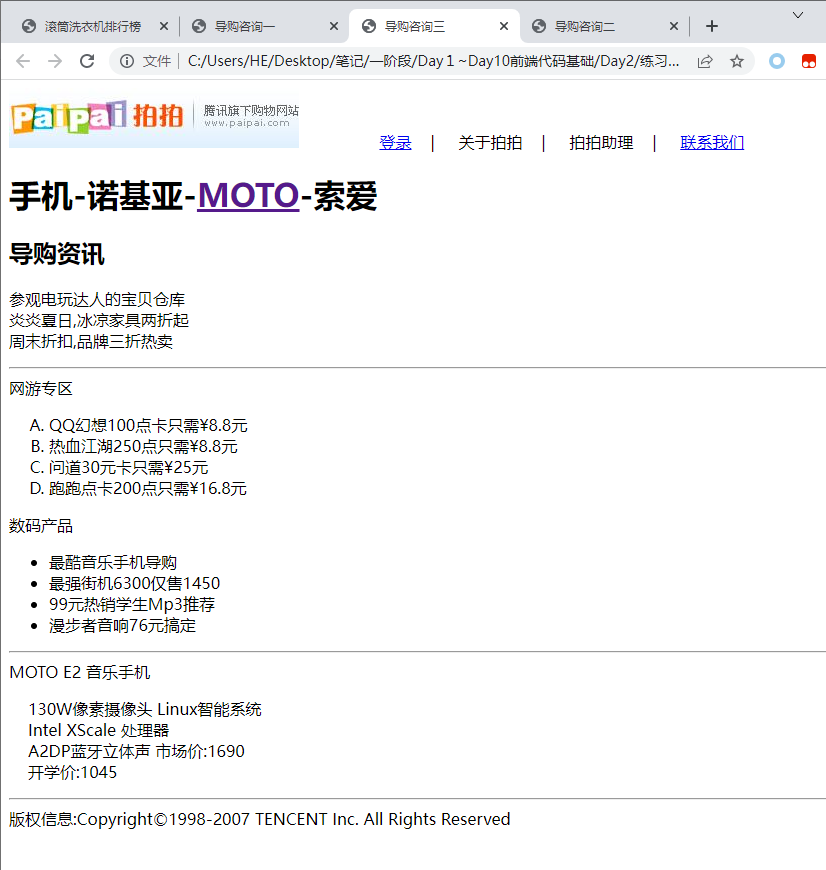 滚筒洗衣机排行榜 导购咨询一 导购咨询三 导购咨询二
文件 C:/Users/HE/Desktop/笔记/一阶段/Day１~Day10前端代码基础/Day2/练习...
PaiPai 拍拍 腾讯旗下购物网站
www.paipai.com
登录 | 关于拍拍 | 拍拍助理 | 联系我们
手机-诺基亚-MOTO-索爱
导购资讯
参观电玩达人的宝贝仓库
炎炎夏日,冰凉家具两折起
周末折扣,品牌三折热卖
网游专区
A. QQ幻想100点卡只需¥8.8元
B. 热血江湖250点只需¥8.8元
C. 问道30元卡只需¥25元
D. 跑跑点卡200点只需¥16.8元
数码产品
• 最酷音乐手机导购
• 最强街机6300仅售1450
• 99元热销学生Mp3推荐
• 漫步者音响76元搞定
MOTO E2 音乐手机
130W像素摄像头 Linux智能系统
Intel XScale 处理器
A2DP蓝牙立体声 市场价:1690
开学价:1045
版权信息:Copyright©1998-2007 TENCENT Inc. All Rights Reserved